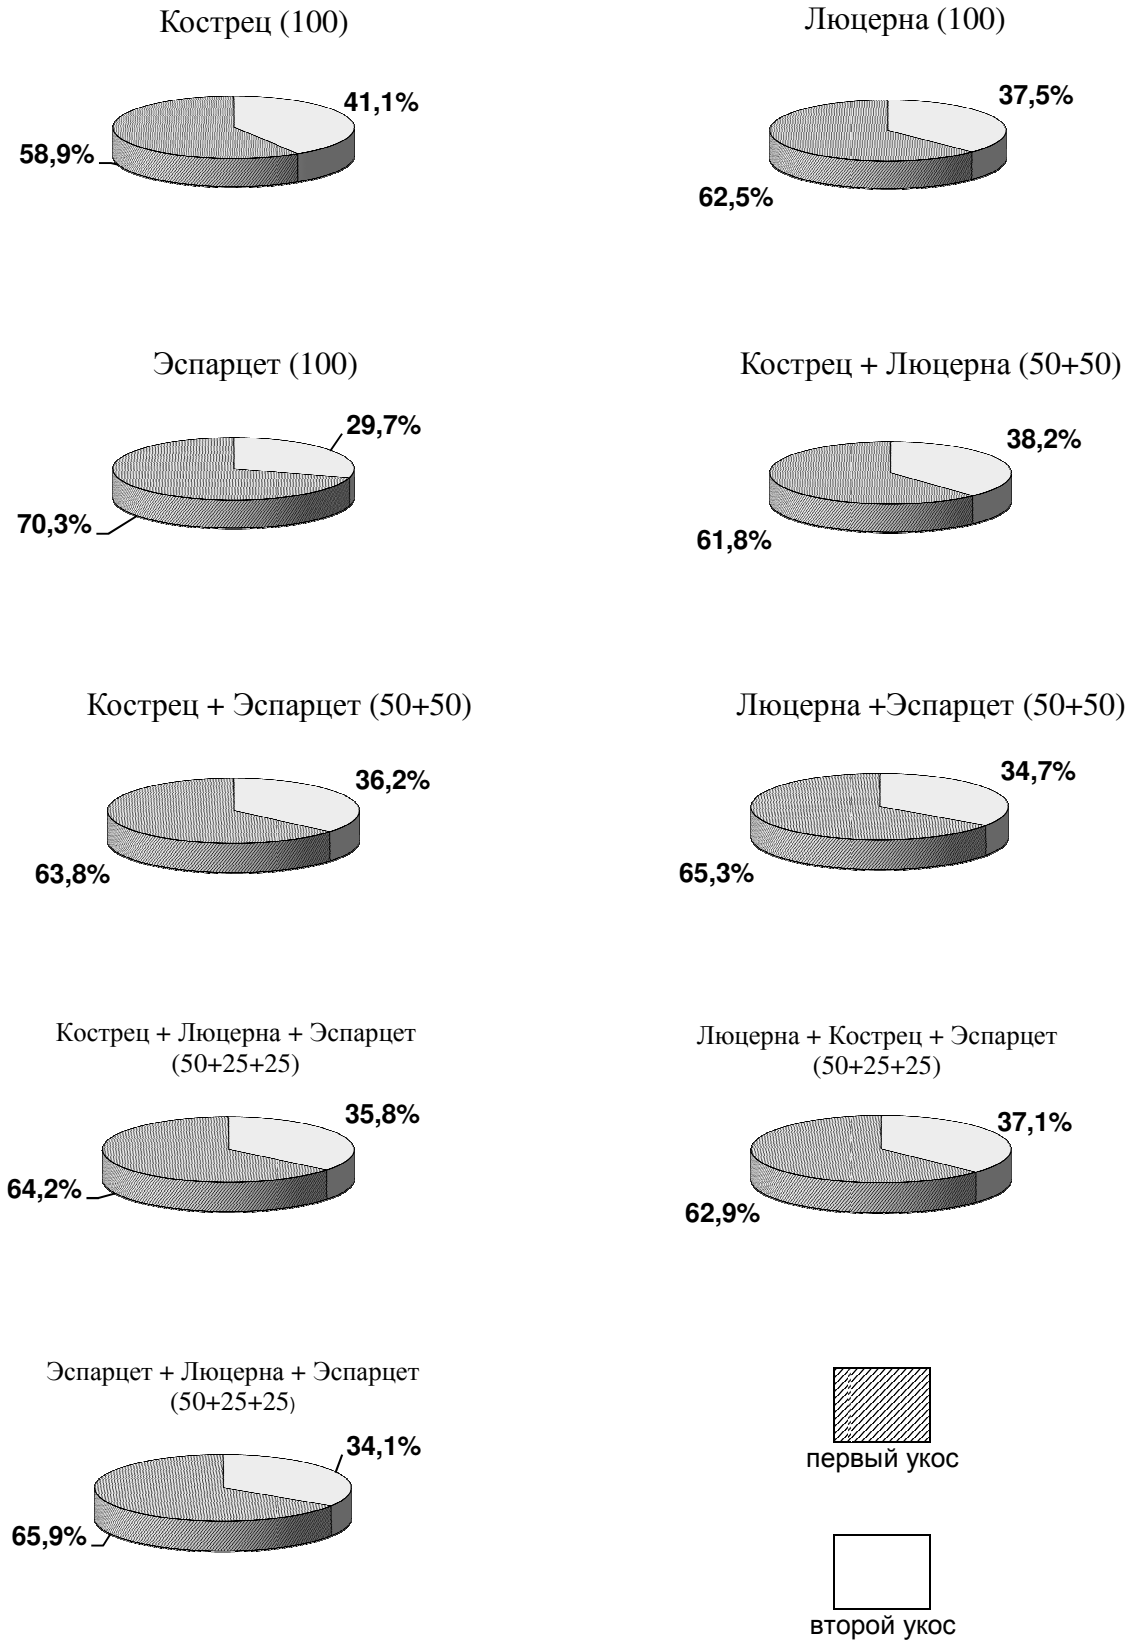 Кострец (100)
41,1%
58,9%
Люцерна (100)
37,5%
62,5%
Эспарцет (100)
29,7%
70,3%
Кострец + Люцерна (50+50)
38,2%
61,8%
Кострец + Эспарцет (50+50)
36,2%
63,8%
Люцерна +Эспарцет (50+50)
34,7%
65,3%
Кострец + Люцерна + Эспарцет
(50+25+25)
35,8%
64,2%
Люцерна + Кострец + Эспарцет
(50+25+25)
37,1%
62,9%
Эспарцет + Люцерна + Эспарцет
(50+25+25)
34,1%
65,9%
первый укос
второй укос